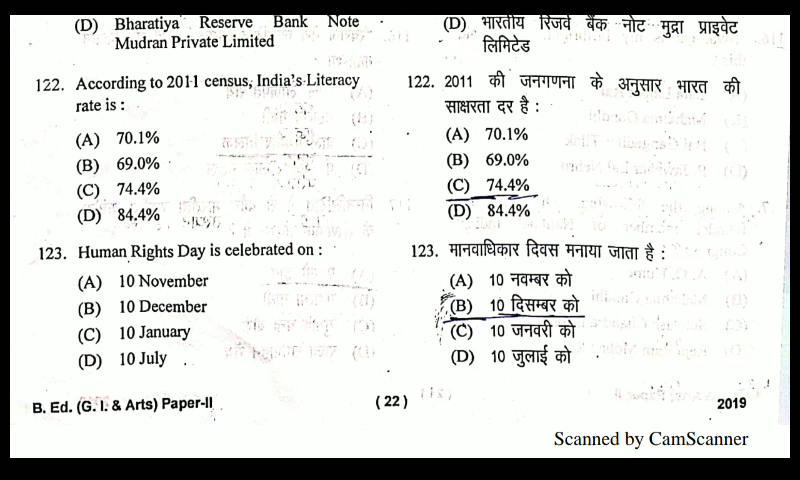 (D) Bharatiya Reserve Bank Note
Mudran Private Limited
122. According to 2011 census, India's Literacy
rate is :
(A) 70.1%
(B) 69.0%
(C) 74.4%
(D) 84.4%
123. Human Rights Day is celebrated on :
(A) 10 November
(B) 10 December
(C) 10 January
(D) 10 July
(D) भारतीय रिजर्व बैंक नोट मुद्रा प्राइवेट
लिमिटेड
122. 2011 की जनगणना के अनुसार भारत की
साक्षरता दर है :
(A) 70.1%
(B) 69.0%
(C) 74.4%
(D) 84.4%
123. मानवाधिकार दिवस मनाया जाता है :
(A) 10 नवम्बर को
(B) 10 दिसम्बर को
(C) 10 जनवरी को
(D) 10 जुलाई को
B. Ed. (G. I. & Arts) Paper-II
( 22 )
2019
Scanned by CamScanner